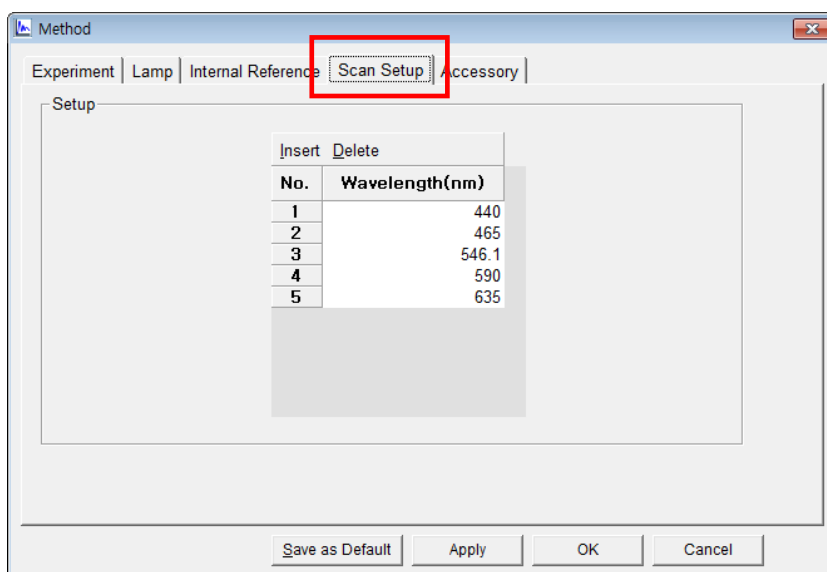 Method
Experiment Lamp Internal Reference Scan Setup Accessory
Setup
Insert Delete
No. Wavelength(nm)
1 440
2 465
3 546.1
4 590
5 635
Save as Default Apply OK Cancel